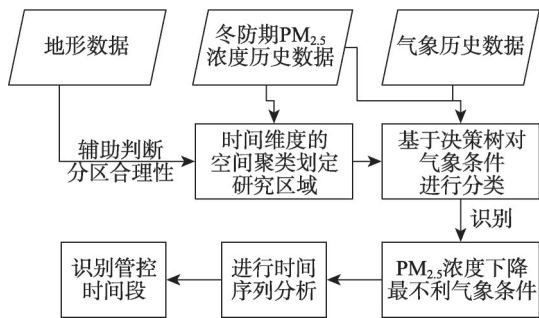 地形数据
冬防期PM2.5
浓度历史数据
气象历史数据
辅助判断
分区合理性
时间维度的
空间聚类划定
研究区域
基于决策树对
气象条件
进行分类
识别
识别管控
时间段
进行时间
序列分析
PM2.5浓度下降
最不利气象条件